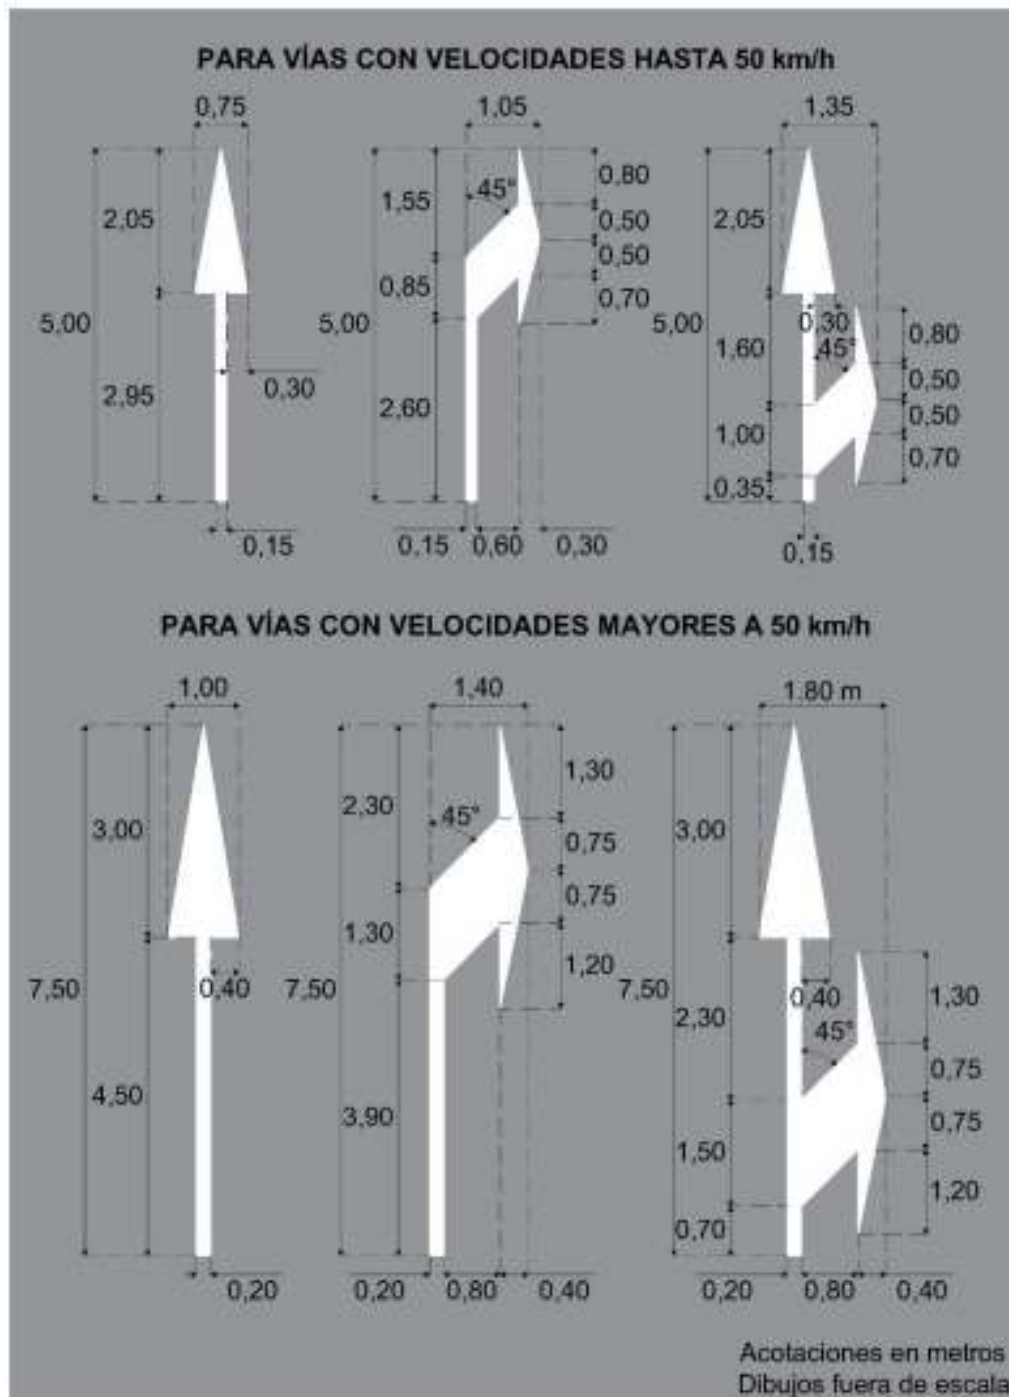 PARA VÍAS CON VELOCIDADES HASTA 50 km/h
0,75 1,05 1,35
2,05 1,55 45° 0,80 2,05
0,50
0,50
0,85 0,70
5,00 5,00 5,00 0,30 0,80
1,60 45°
0,30 0,50
2,95 2,60 0,50
1,00 0,70
0,35
0,15 0.15 0,60 0,30 0,15
PARA VÍAS CON VELOCIDADES MAYORES A 50 km/h
1,00 1,40 1.80 m
3,00 2,30 45° 1,30 3,00
0,75
0,75
1,30 1,20
7,50 0,40 7,50 7,50 0,40 1,30
2,30 45°
0,75
4,50 3,90 0,75
1,50 1,20
0,70
0,20 0,20 0,80 0,40 0,20 0,80 0,40
Acotaciones en metros
Dibujos fuera de escala